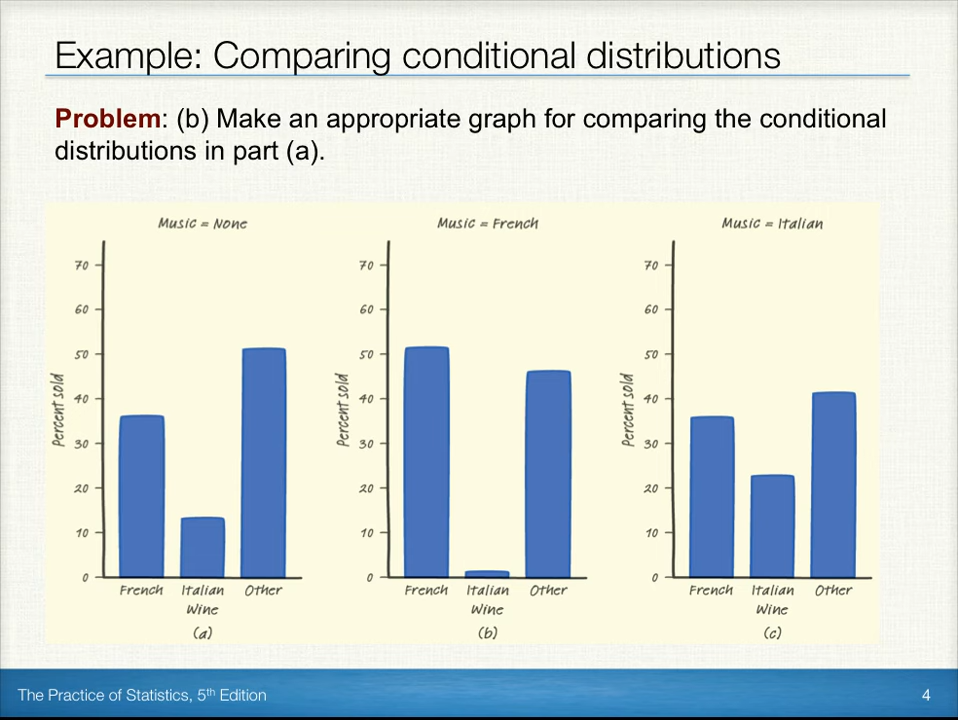 Example: Comparing conditional distributions
Problem: (b) Make an appropriate graph for comparing the conditional
distributions in part (a).
Music = None
70
60
50
40
30
20
10
0
Percent sold
French Italian Other
Wine
(a)
Music = French
70
60
50
40
30
20
10
0
Percent sold
French Italian Other
Wine
(b)
Music = Italian
70
60
50
40
30
20
10
0
Percent sold
French Italian Other
Wine
(c)
The Practice of Statistics, 5th Edition
4